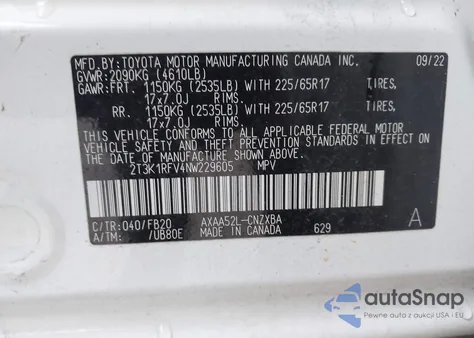 MFD.BY: TOYOTA MOTOR MANUFACTURING CANADA INC. 09/22
GVWR: 2090KG (4610LB)
GAWR: FRT. 1150KG (2535LB) WITH 225/65R17 TIRES,
17x7.0J RIMS.
RR. 1150KG (2535LB) WITH 225/65R17 TIRES,
17x7.0J RIMS.
THIS VEHICLE CONFORMS TO ALL APPLICABLE FEDERAL MOTOR
VEHICLE SAFETY AND THEFT PREVENTION STANDARDS IN EFFECT ON
THE DATE OF MANUFACTURE SHOWN ABOVE.
2T3K1RFV4NW229605 MPV
C/TR: 040/FB20 AXAA52L-CNZXBA A
A/TM: /UB80E MADE IN CANADA 629
autoSnap
Pewne auto z USA i EU